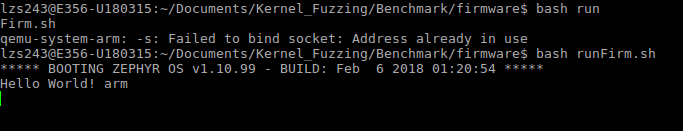 lzs243@E356-U180315:~/Documents/Kernel_Fuzzing/Benchmark/firmware$ bash run
Firm.sh
qemu-system-arm: -s: Failed to bind socket: Address already in use
lzs243@E356-U180315:~/Documents/Kernel_Fuzzing/Benchmark/firmware$ bash runFirm.sh
***** BOOTING ZEPHYR OS v1.10.99 - BUILD: Feb  6 2018 01:20:54 *****
Hello World! arm